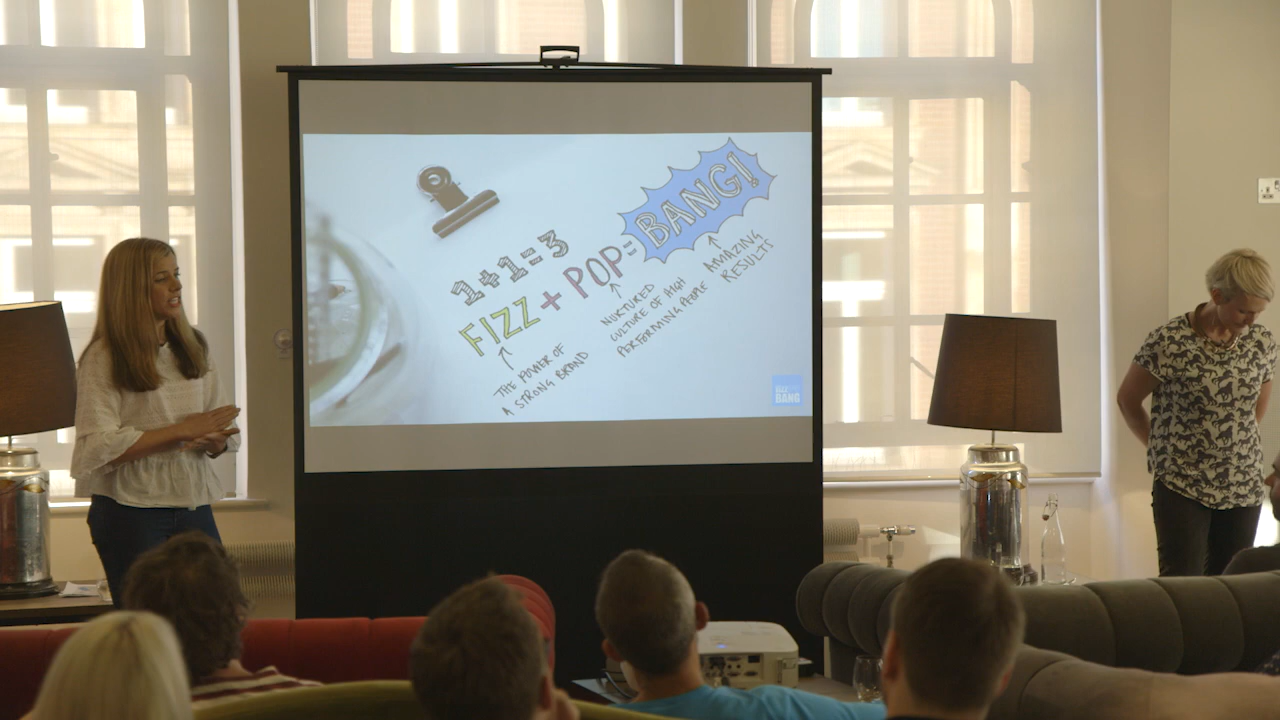 1+1=3
FIZZ + POP = BANG!
THE POWER OF
A STRONG BRAND
NURTURED
CULTURE OF HIGH
PERFORMING PEOPLE
AMAZING
RESULTS
BANG